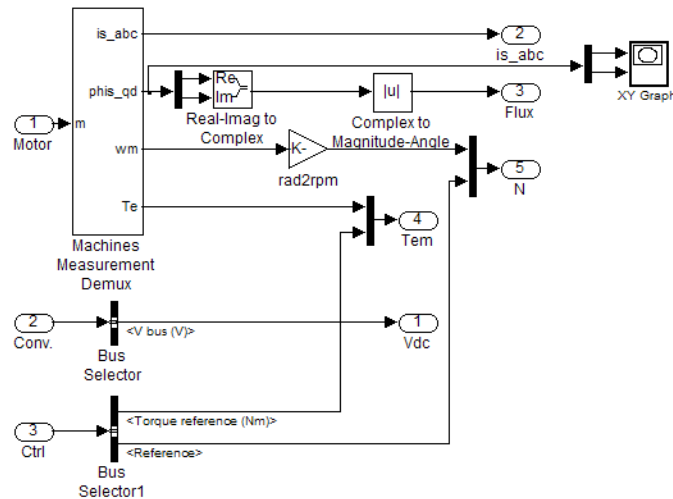 is_abc
2
is_abc
phis_qd
Re
Im
Real-Imag to
Complex
|u|
Complex to
Magnitude-Angle
3
Flux
XY Graph
1
Motor
m
wm
K-
rad2rpm
5
N
Te
4
Tem
Machines
Measurement
Demux
2
Conv.
<V bus (V)>
Bus
Selector
1
Vdc
3
Ctrl
<Torque reference (Nm)>
<Reference>
Bus
Selector1